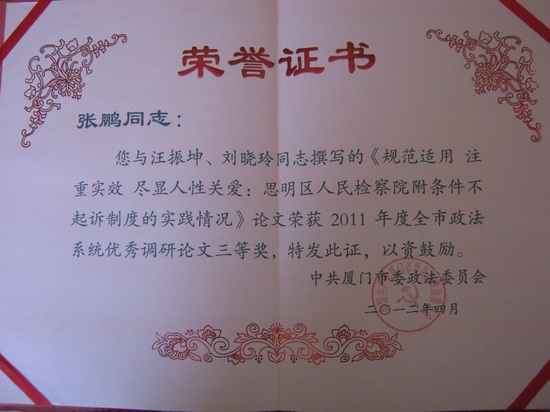 荣誉证书
张鹏同志：
您与汪振坤、刘晓玲同志撰写的《规范适用 注
重实效 尽显人性关爱：思明区人民检察院附条件不
起诉制度的实践情况》论文荣获 2011 年度全市政法
系统优秀调研论文三等奖，特发此证，以资鼓励。
中共厦门市委政法委员会
二〇一二年四月